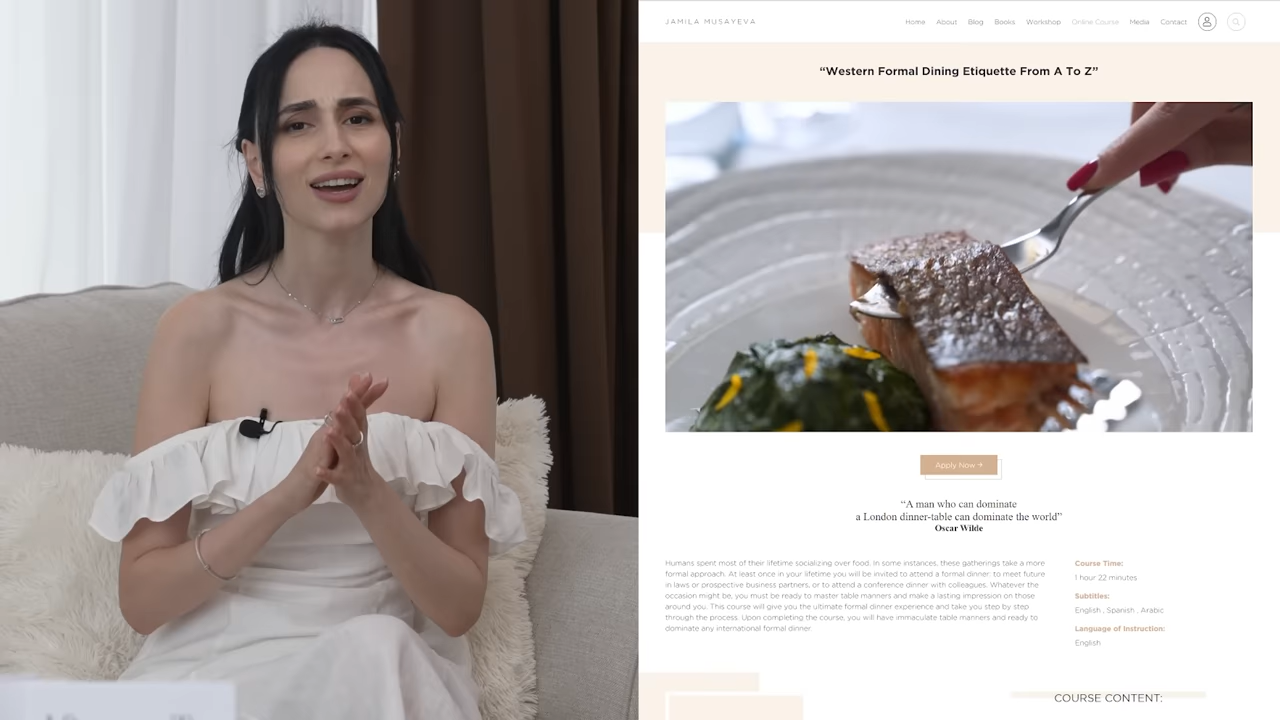 JAMILA MUSAYEVA
Home About Blog Books Workshop Online Course Media Contact
“Western Formal Dining Etiquette From A To Z”
Apply Now →
“A man who can dominate
a London dinner-table can dominate the world”
Oscar Wilde
Humans spent most of their lifetime socializing over food. In some instances, these gatherings take a more
formal approach. At least once in your lifetime you will be invited to attend a formal dinner: to meet future
in laws or prospective business partners, or to attend a conference dinner with colleagues. Whatever the
occasion might be, you must be ready to master table manners and make a lasting impression on those
around you. This course will give you the ultimate formal dinner experience and take you step by step
through the process. Upon completing the course, you will have immaculate table manners and ready to
dominate any international formal dinner.
Course Time:
1 hour 22 minutes
Subtitles:
English , Spanish , Arabic
Language of Instruction:
English
COURSE CONTENT: